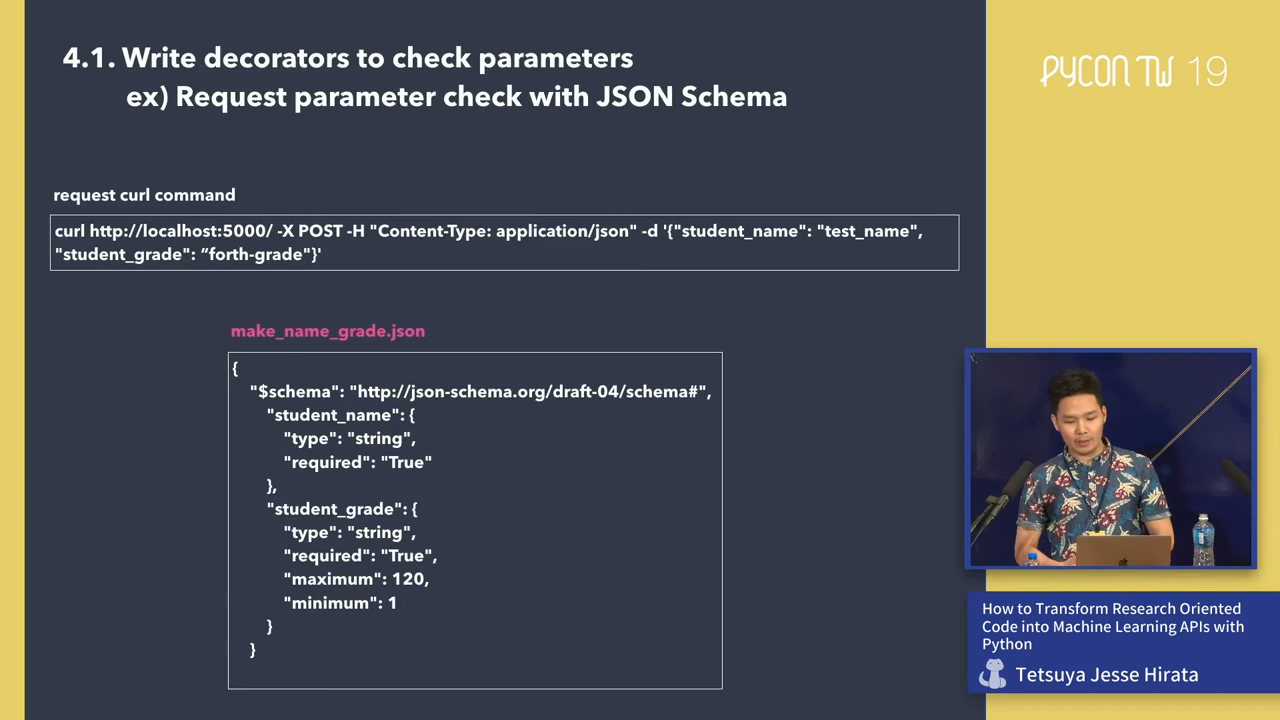 4.1. Write decorators to check parameters
ex) Request parameter check with JSON Schema
PYCON TW 19
request curl command
curl http://localhost:5000/ -X POST -H "Content-Type: application/json" -d '{"student_name": "test_name",
"student_grade": “forth-grade"}'
make_name_grade.json
{
"$schema": "http://json-schema.org/draft-04/schema#",
"student_name": {
"type": "string",
"required": "True"
},
"student_grade": {
"type": "string",
"required": "True",
"maximum": 120,
"minimum": 1
}
}
How to Transform Research Oriented
Code into Machine Learning APIs with
Python
Tetsuya Jesse Hirata